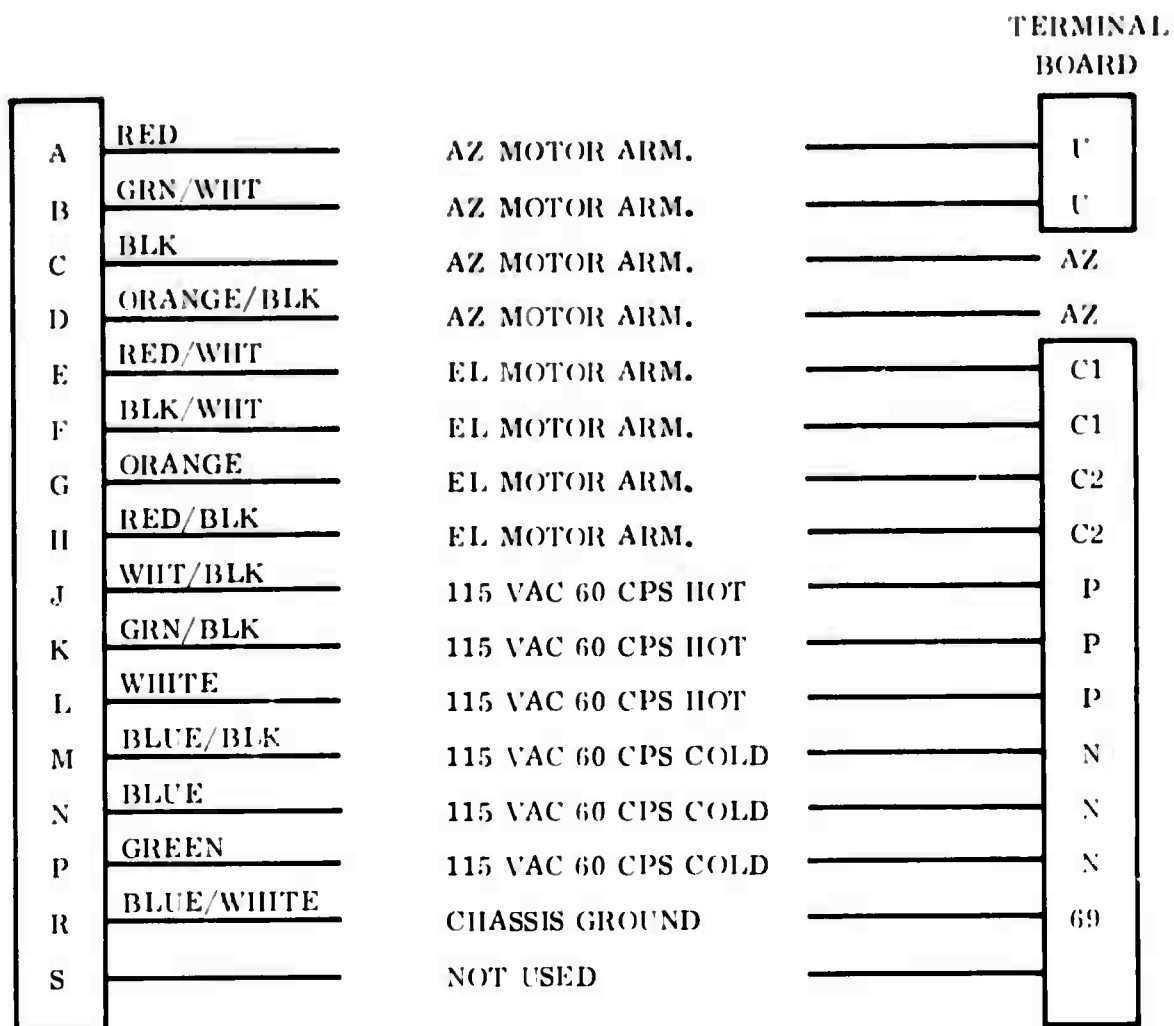 TERMINAL
BOARD
A RED AZ MOTOR ARM. U
B GRN/WHT AZ MOTOR ARM. U
C BLK AZ MOTOR ARM. AZ
D ORANGE/BLK AZ MOTOR ARM. AZ
E RED/WHT EL MOTOR ARM. C1
F BLK/WHT EL MOTOR ARM. C1
G ORANGE EL MOTOR ARM. C2
H RED/BLK EL MOTOR ARM. C2
J WHT/BLK 115 VAC 60 CPS HOT P
K GRN/BLK 115 VAC 60 CPS HOT P
L WHITE 115 VAC 60 CPS HOT P
M BLUE/BLK 115 VAC 60 CPS COLD N
N BLUE 115 VAC 60 CPS COLD N
P GREEN 115 VAC 60 CPS COLD N
R BLUE/WHITE CHASSIS GROUND 69
S NOT USED